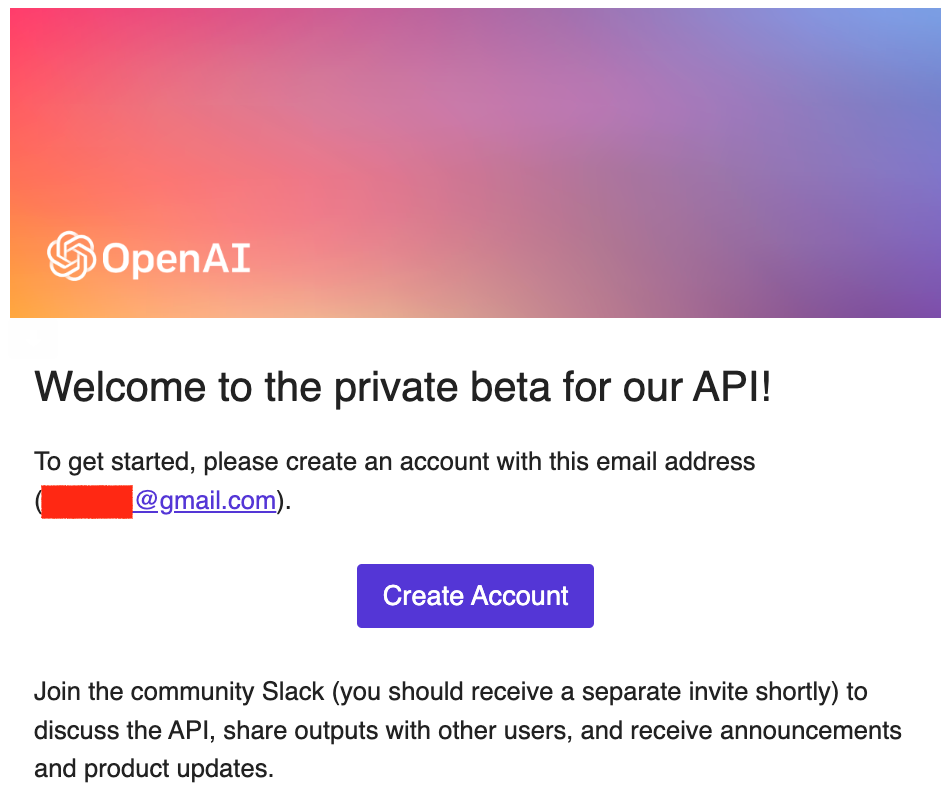 OpenAI
Welcome to the private beta for our API!
To get started, please create an account with this email address
(@gmail.com).
Create Account
Join the community Slack (you should receive a separate invite shortly) to
discuss the API, share outputs with other users, and receive announcements
and product updates.